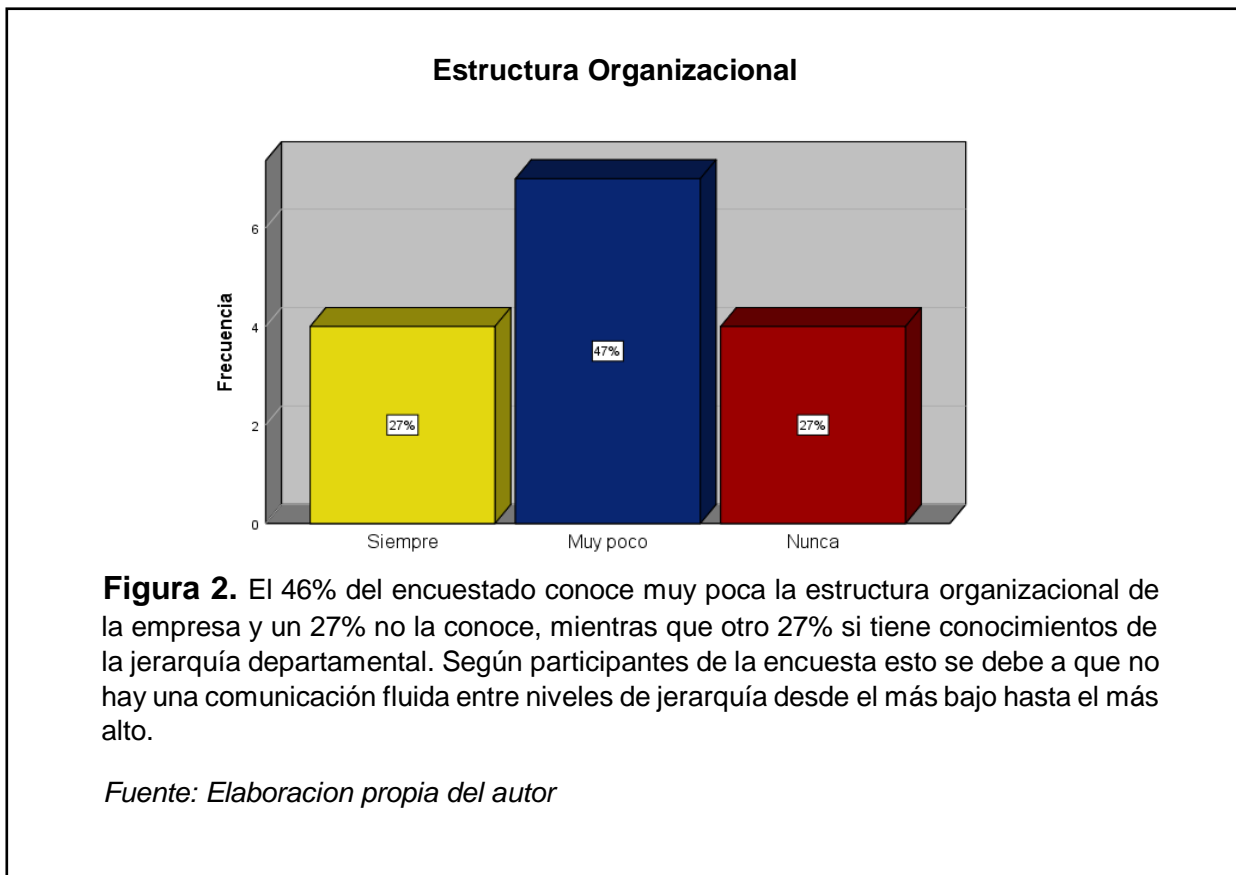 Estructura Organizacional
Frecuencia
6
4
2
0
27%
47%
27%
Siempre Muy poco Nunca
Figura 2. El 46% del encuestado conoce muy poca la estructura organizacional de
la empresa y un 27% no la conoce, mientras que otro 27% si tiene conocimientos de
la jerarquía departamental. Según participantes de la encuesta esto se debe a que no
hay una comunicación fluida entre niveles de jerarquía desde el más bajo hasta el más
alto.
Fuente: Elaboracion propia del autor